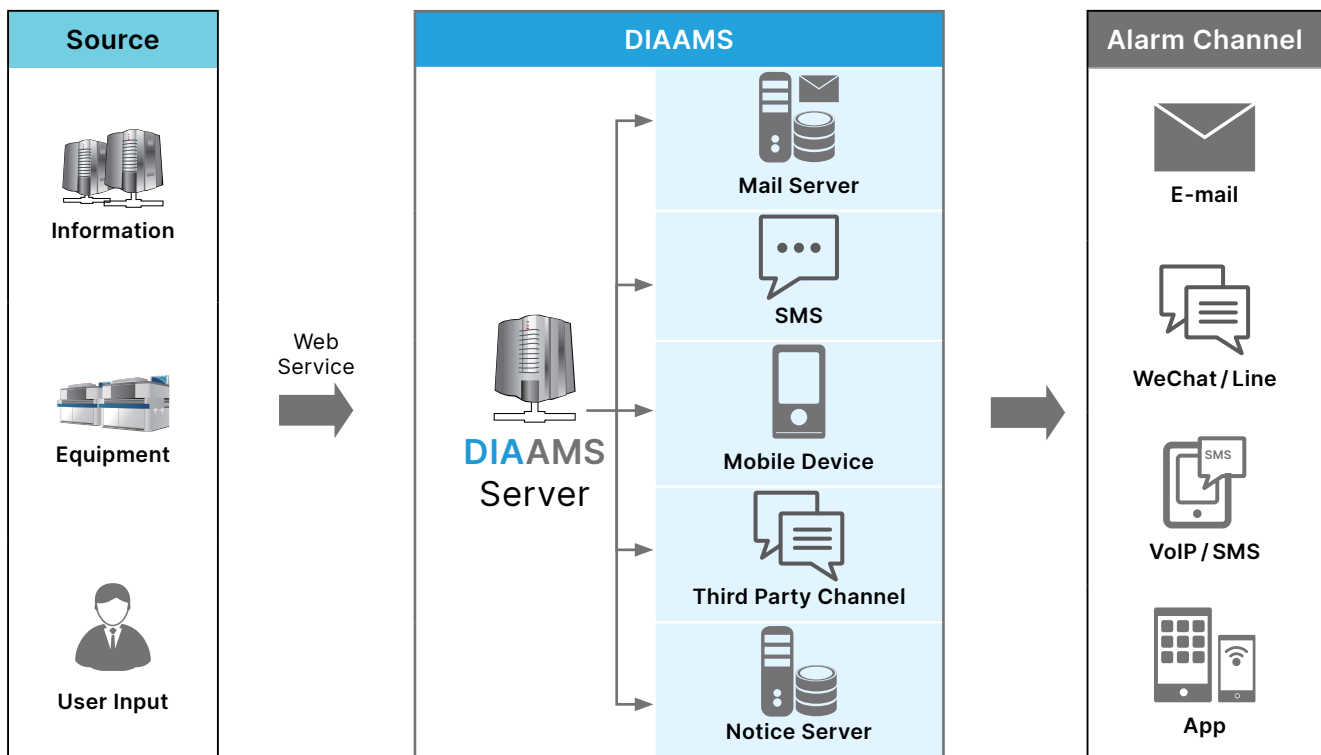 Source
Information
Equipment
User Input
Web
Service
DIAAMS
DIAAMS
Server
Mail Server
SMS
Mobile Device
Third Party Channel
Notice Server
Alarm Channel
E-mail
WeChat / Line
SMS
VoIP / SMS
App